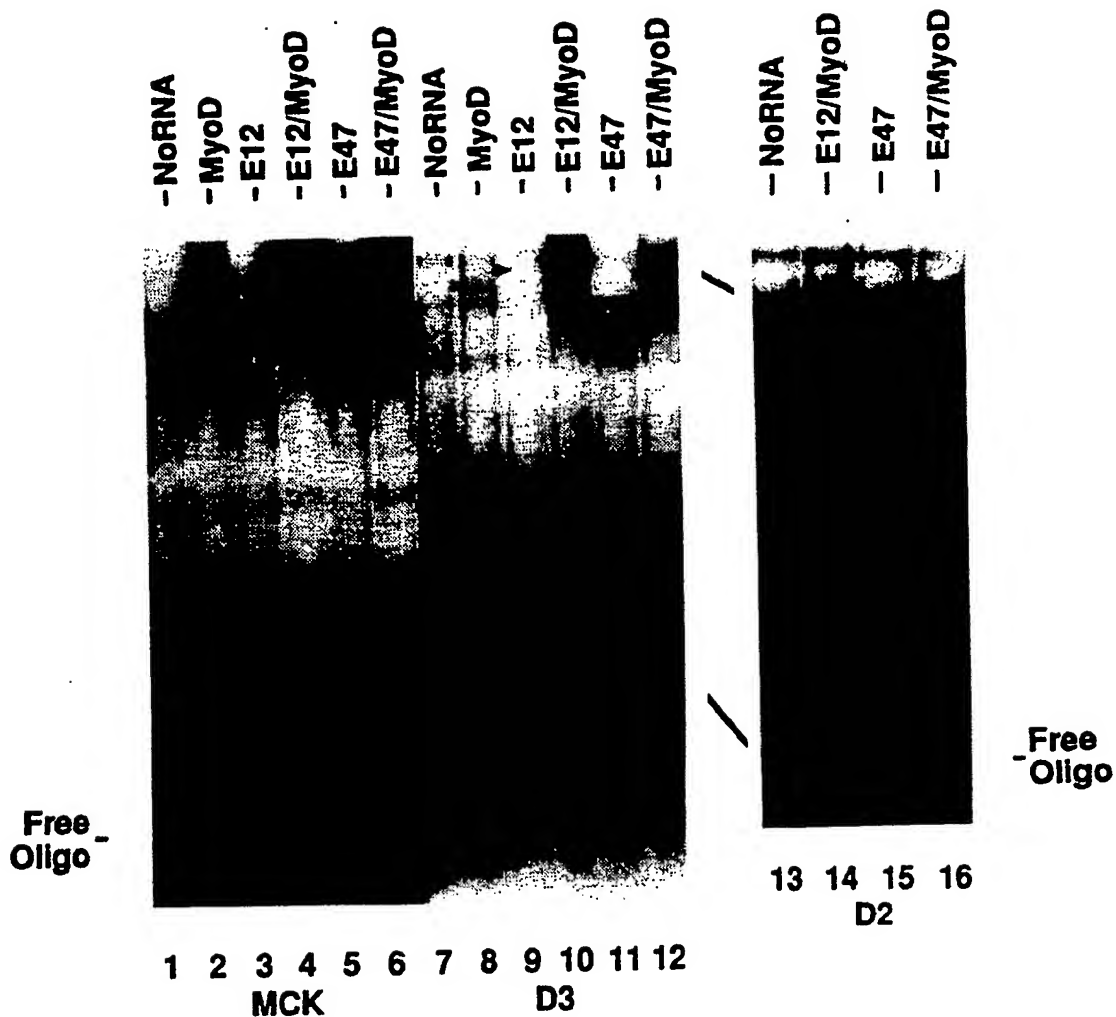 -NoRNA
-MyoD
-E12
-E12/MyoD
-E47
-E47/MyoD
-NoRNA
-MyoD
-E12
-E12/MyoD
-E47
-E47/MyoD
-NoRNA
-E12/MyoD
-E47
-E47/MyoD
Free
Oligo-
-Free
Oligo
1 2 3 4 5 6 7 8 9 10 11 12
MCK D3
13 14 15 16
D2